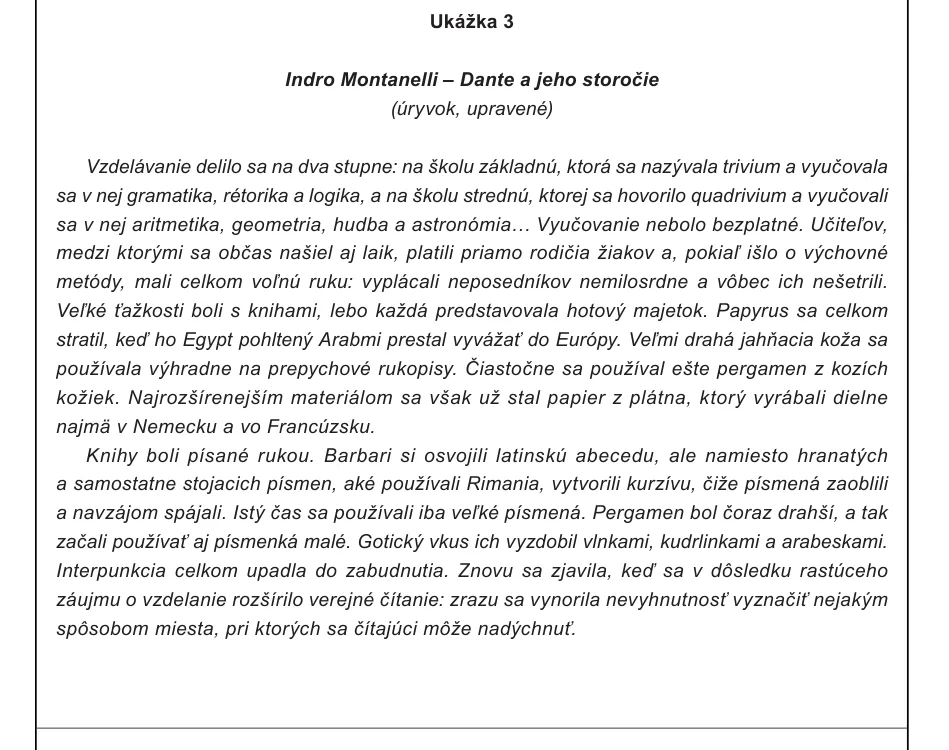 Ukážka 3
Indro Montanelli – Dante a jeho storočie
(úryvok, upravené)
Vzdelávanie delilo sa na dva stupne: na školu základnú, ktorá sa nazývala trivium a vyučovala
sa v nej gramatika, rétorika a logika, a na školu strednú, ktorej sa hovorilo quadrivium a vyučovali
sa v nej aritmetika, geometria, hudba a astronómia… Vyučovanie nebolo bezplatné. Učiteľov,
medzi ktorými sa občas našiel aj laik, platili priamo rodičia žiakov a, pokiaľ išlo o výchovné
metódy, mali celkom voľnú ruku: vyplácali neposedníkov nemilosrdne a vôbec ich nešetrili.
Veľké ťažkosti boli s knihami, lebo každá predstavovala hotový majetok. Papyrus sa celkom
stratil, keď ho Egypt pohltený Arabmi prestal vyvážať do Európy. Veľmi drahá jahňacia koža sa
používala výhradne na prepychové rukopisy. Čiastočne sa používal ešte pergamen z kozích
kožiek. Najrozšírenejším materiálom sa však už stal papier z plátna, ktorý vyrábali dielne
najmä v Nemecku a vo Francúzsku.
Knihy boli písané rukou. Barbari si osvojili latinskú abecedu, ale namiesto hranatých
a samostatne stojacich písmen, aké používali Rimania, vytvorili kurzívu, čiže písmená zaoblili
a navzájom spájali. Istý čas sa používali iba veľké písmená. Pergamen bol čoraz drahší, a tak
začali používať aj písmenká malé. Gotický vkus ich vyzdobil vlnkami, kudrlinkami a arabeskami.
Interpunkcia celkom upadla do zabudnutia. Znovu sa zjavila, keď sa v dôsledku rastúceho
záujmu o vzdelanie rozšírilo verejné čítanie: zrazu sa vynorila nevyhnutnosť vyznačiť nejakým
spôsobom miesta, pri ktorých sa čítajúci môže nadýchnuť.